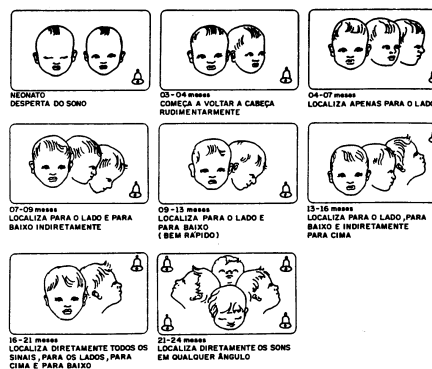 NEONATO
DESPERTA DO SONO
03-04 meses
COMEÇA A VOLTAR A CABEÇA
RUDIMENTARMENTE
04-07 meses
LOCALIZA APENAS PARA O LADO
07-09 meses
LOCALIZA PARA O LADO E PARA
BAIXO INDIRETAMENTE
09-13 meses
LOCALIZA PARA O LADO E
PARA BAIXO
(BEM RÁPIDO)
13-16 meses
LOCALIZA PARA O LADO, PARA
BAIXO E INDIRETAMENTE
PARA CIMA
16-21 meses
LOCALIZA DIRETAMENTE TODOS OS
SINAIS, PARA OS LADOS, PARA
CIMA E PARA BAIXO
21-24 meses
LOCALIZA DIRETAMENTE OS SONS
EM QUALQUER ÂNGULO